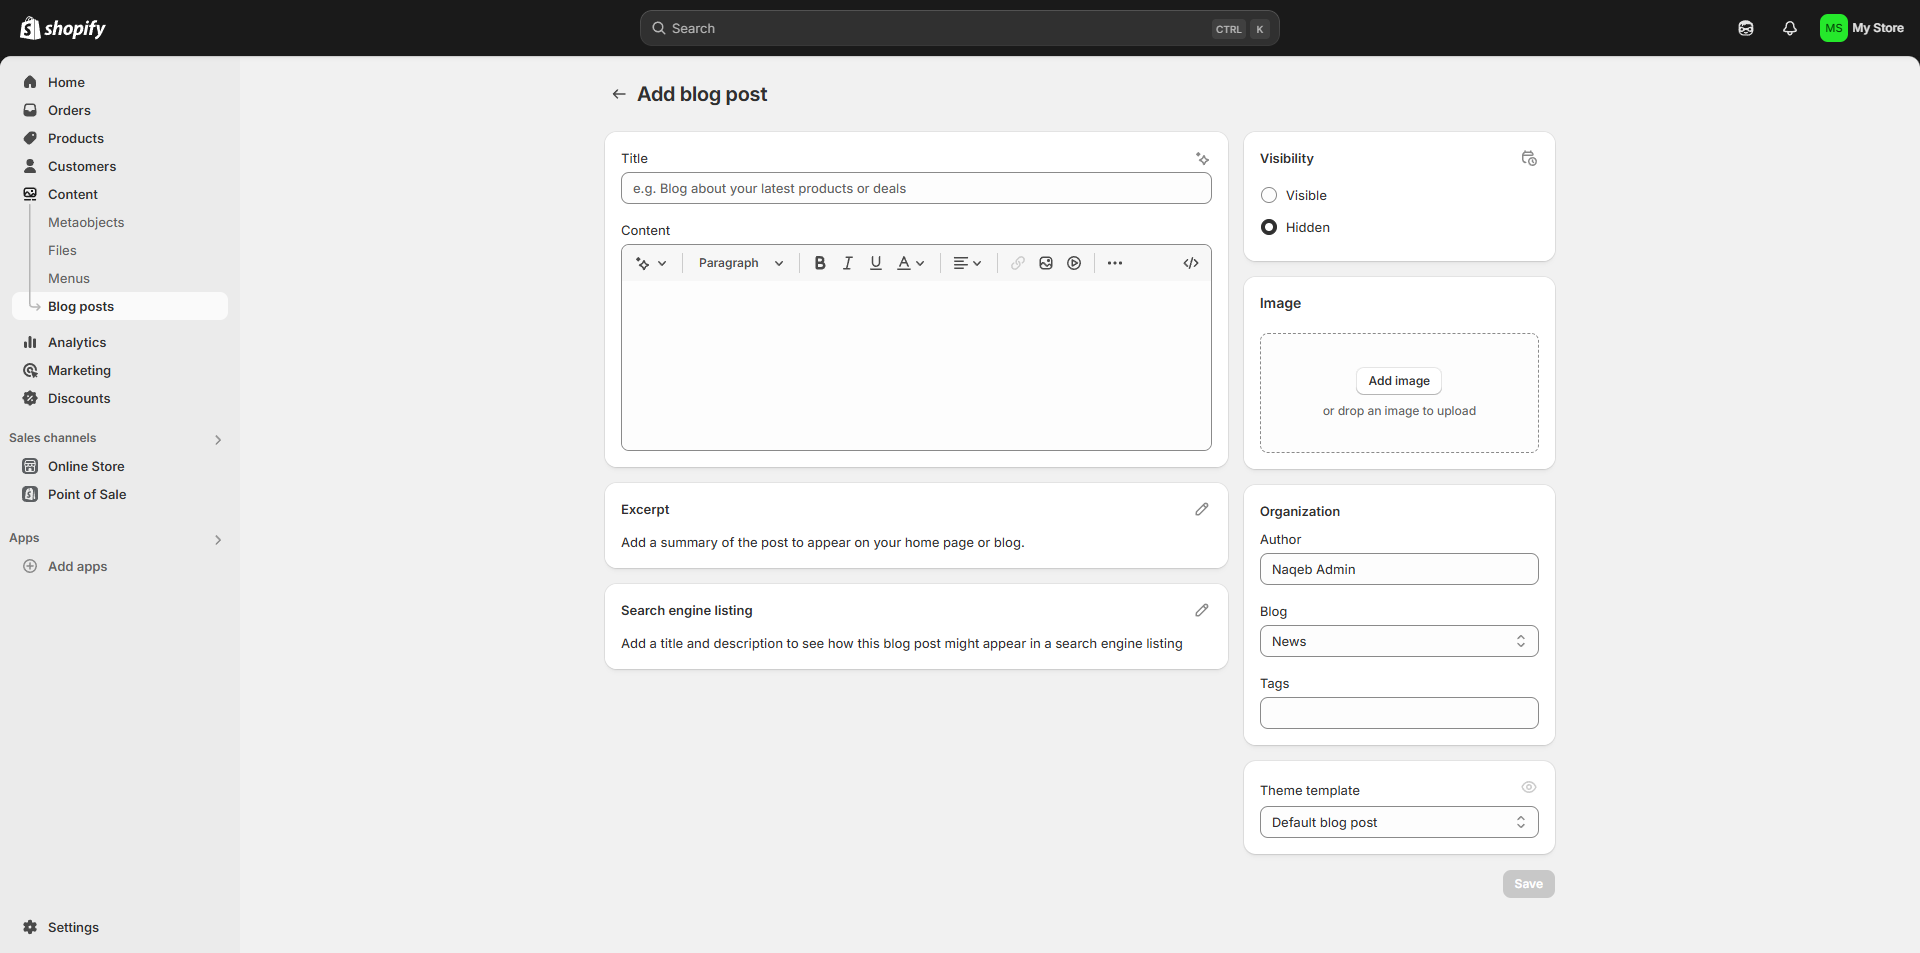 shopify
Search
CTRL K
MS My Store
Home
Orders
Products
Customers
Content
Metaobjects
Files
Menus
Blog posts
Analytics
Marketing
Discounts
Sales channels
Online Store
Point of Sale
Apps
Add apps
Settings
Add blog post
Title
e.g. Blog about your latest products or deals
Content
Paragraph B I U A
Excerpt
Add a summary of the post to appear on your home page or blog.
Search engine listing
Add a title and description to see how this blog post might appear in a search engine listing
Visibility
Visible
Hidden
Image
Add image
or drop an image to upload
Organization
Author
Naqeb Admin
Blog
News
Tags
Theme template
Default blog post
Save